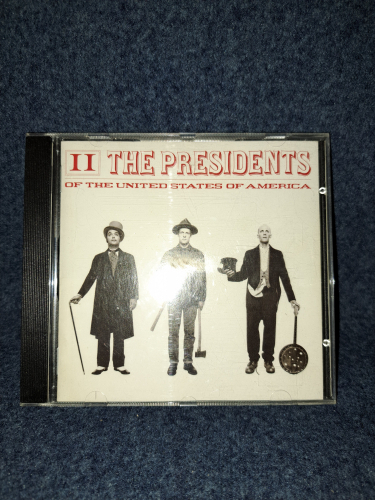 II THE PRESIDENTS
OF THE UNITED STATES OF AMERICA